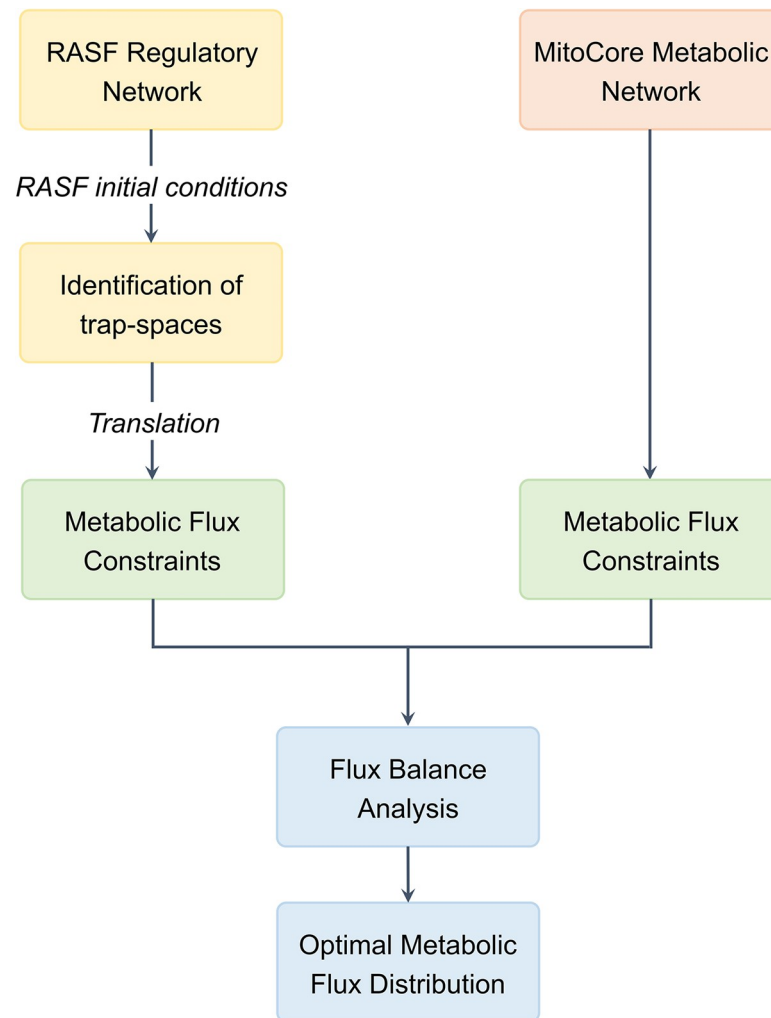 RASF Regulatory
Network
MitoCore Metabolic
Network
RASF initial conditions
Identification of
trap-spaces
Translation
Metabolic Flux
Constraints
Metabolic Flux
Constraints
Flux Balance
Analysis
Optimal Metabolic
Flux Distribution